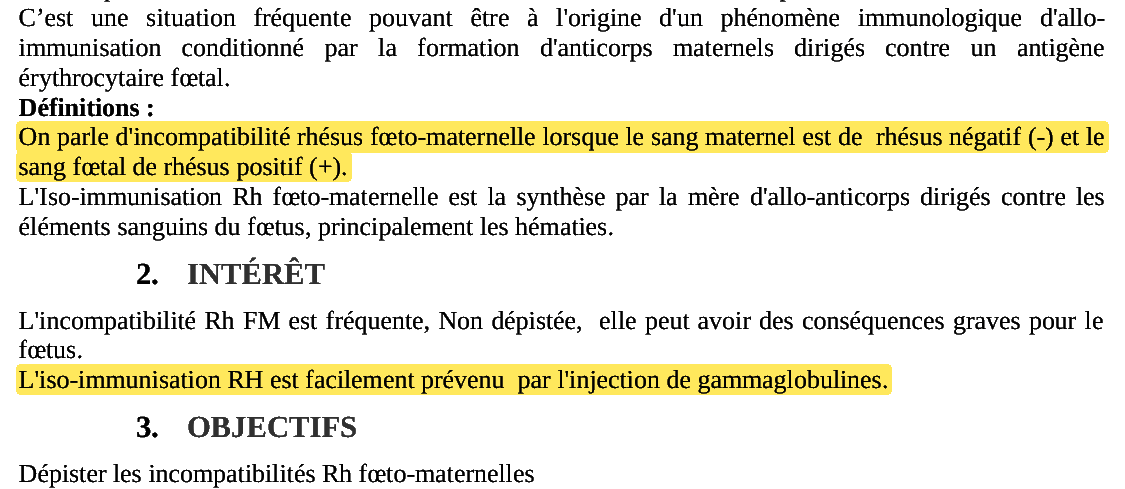 C’est une situation fréquente pouvant être à l'origine d'un phénomène immunologique d'allo-
immunisation conditionné par la formation d'anticorps maternels dirigés contre un antigène
érythrocytaire fœtal.
Définitions :
On parle d'incompatibilité rhésus fœto-maternelle lorsque le sang maternel est de rhésus négatif (-) et le
sang fœtal de rhésus positif (+).
L'Iso-immunisation Rh fœto-maternelle est la synthèse par la mère d'allo-anticorps dirigés contre les
éléments sanguins du fœtus, principalement les hématies.
2. INTÉRÊT
L'incompatibilité Rh FM est fréquente, Non dépistée, elle peut avoir des conséquences graves pour le
fœtus.
L'iso-immunisation RH est facilement prévenu par l'injection de gammaglobulines.
3. OBJECTIFS
Dépister les incompatibilités Rh fœto-maternelles